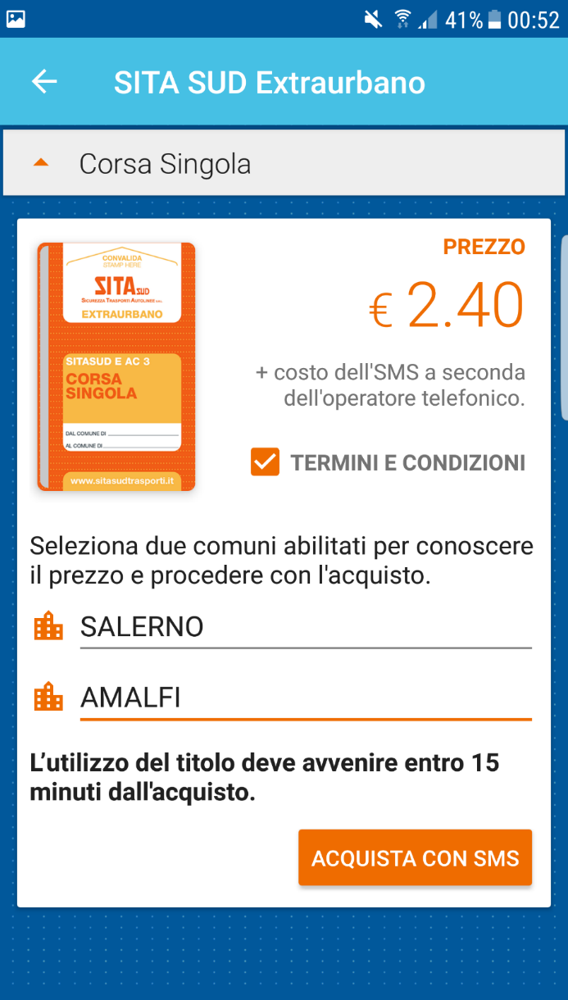 41% 00:52
SITA SUD Extraurbano
Corsa Singola
CONVALIDA
STAMP HERE
SITA SUD
SICUREZZA TRASPORTI AUTOLINEE S.R.L.
EXTRAURBANO
SITASUD E AC 3
CORSA
SINGOLA
DAL COMUNE DI
AL COMUNE DI
www.sitasudtrasporti.it
PREZZO
€ 2.40
+ costo dell'SMS a seconda
dell'operatore telefonico.
TERMINI E CONDIZIONI
Seleziona due comuni abilitati per conoscere
il prezzo e procedere con l'acquisto.
SALERNO
AMALFI
L’utilizzo del titolo deve avvenire entro 15
minuti dall'acquisto.
ACQUISTA CON SMS